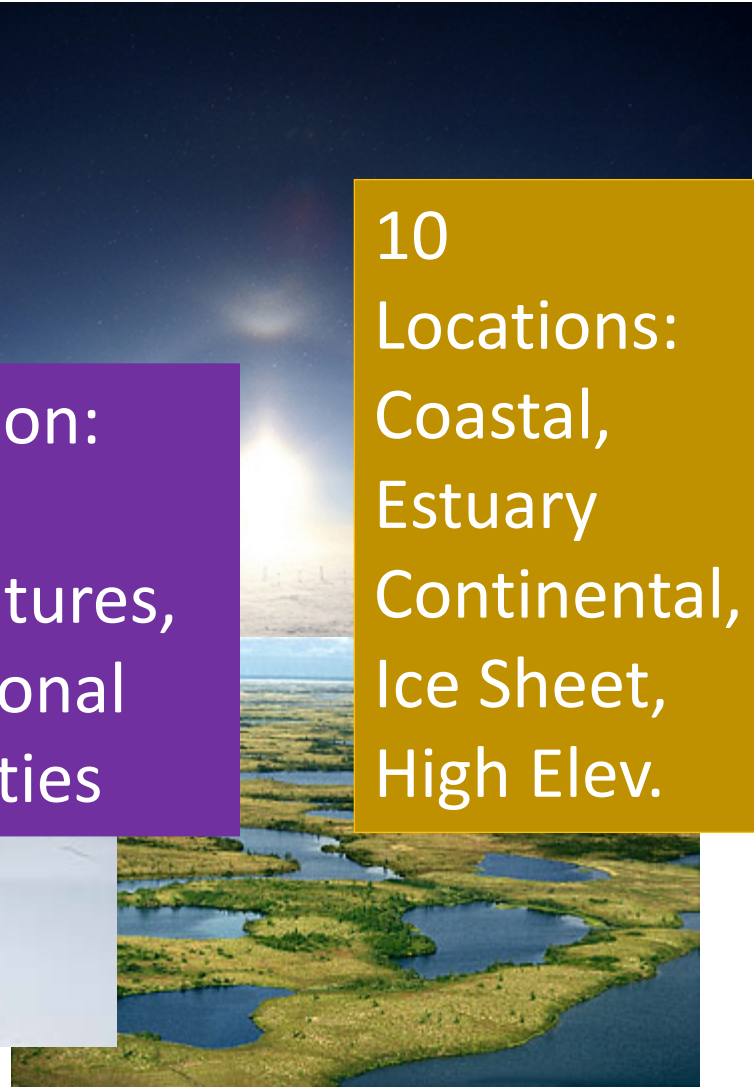 on:
tures,
onal
ties
10
Locations:
Coastal,
Estuary
Continental,
Ice Sheet,
High Elev.